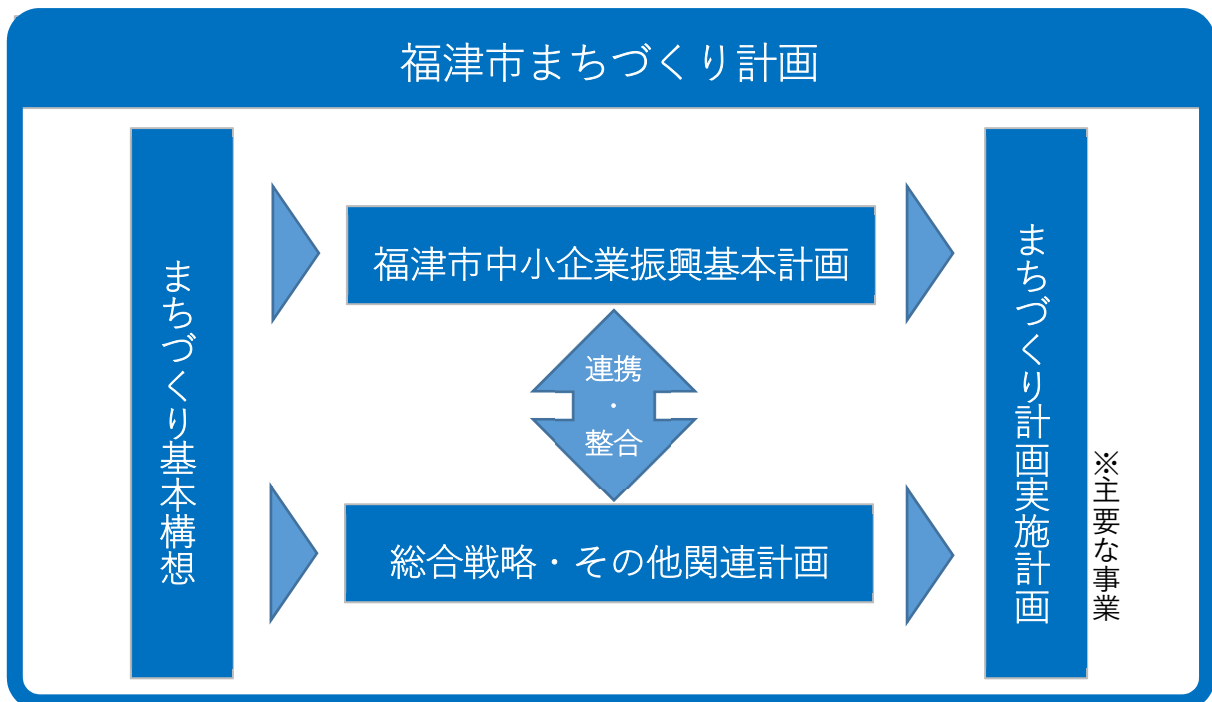 福津市まちづくり計画
まちづくり基本構想
福津市中小企業振興基本計画
連携
・
整合
総合戦略・その他関連計画
まちづくり計画実施計画
※主要な事業